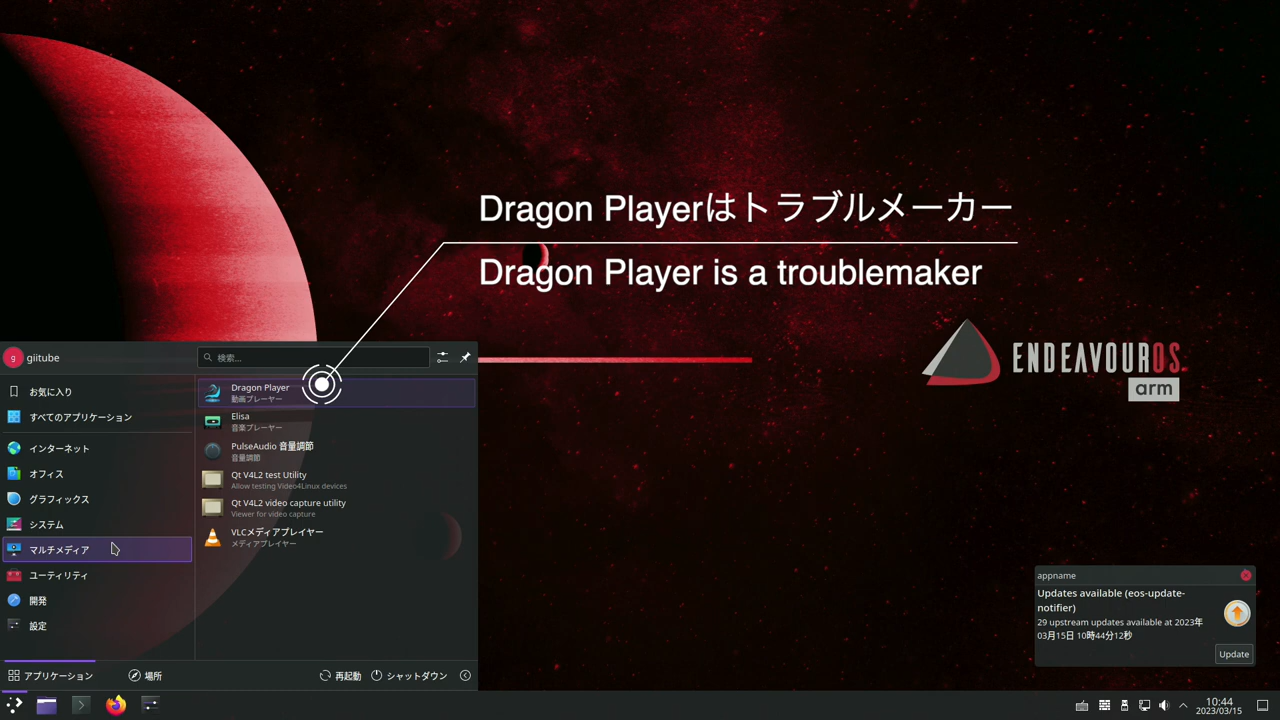 Dragon Playerはトラブルメーカー
Dragon Player is a troublemaker
ENDEAVOUROS
arm
g
giitube
検索...
お気に入り
すべてのアプリケーション
インターネット
オフィス
グラフィックス
システム
マルチメディア
ユーティリティ
開発
設定
Dragon Player
動画プレーヤー
Elisa
音楽プレーヤー
PulseAudio 音量調節
音量調節
Qt V4L2 test Utility
Allow testing Video4Linux devices
Qt V4L2 video capture utility
Viewer for video capture
VLCメディアプレイヤー
メディアプレイヤー
アプリケーション
場所
再起動
シャットダウン
appname
Updates available (eos-update-
notifier)
29 upstream updates available at 2023年
03月15日 10時44分12秒
Update
10:44
2023/03/15